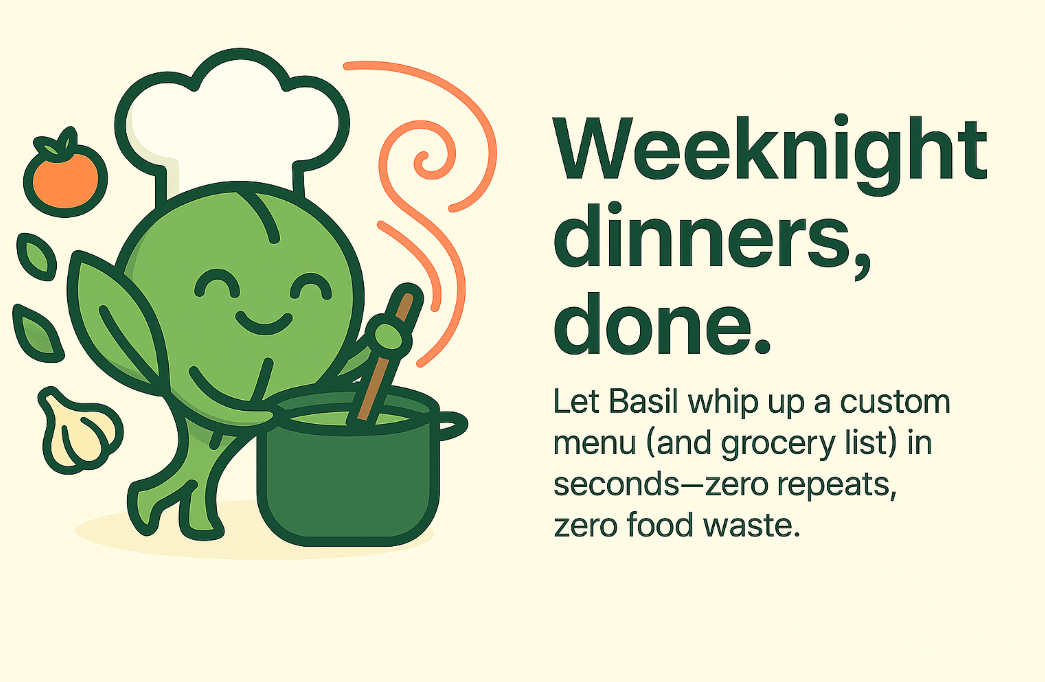 Weeknight
dinners,
done.
Let Basil whip up a custom
menu (and grocery list) in
seconds—zero repeats,
zero food waste.